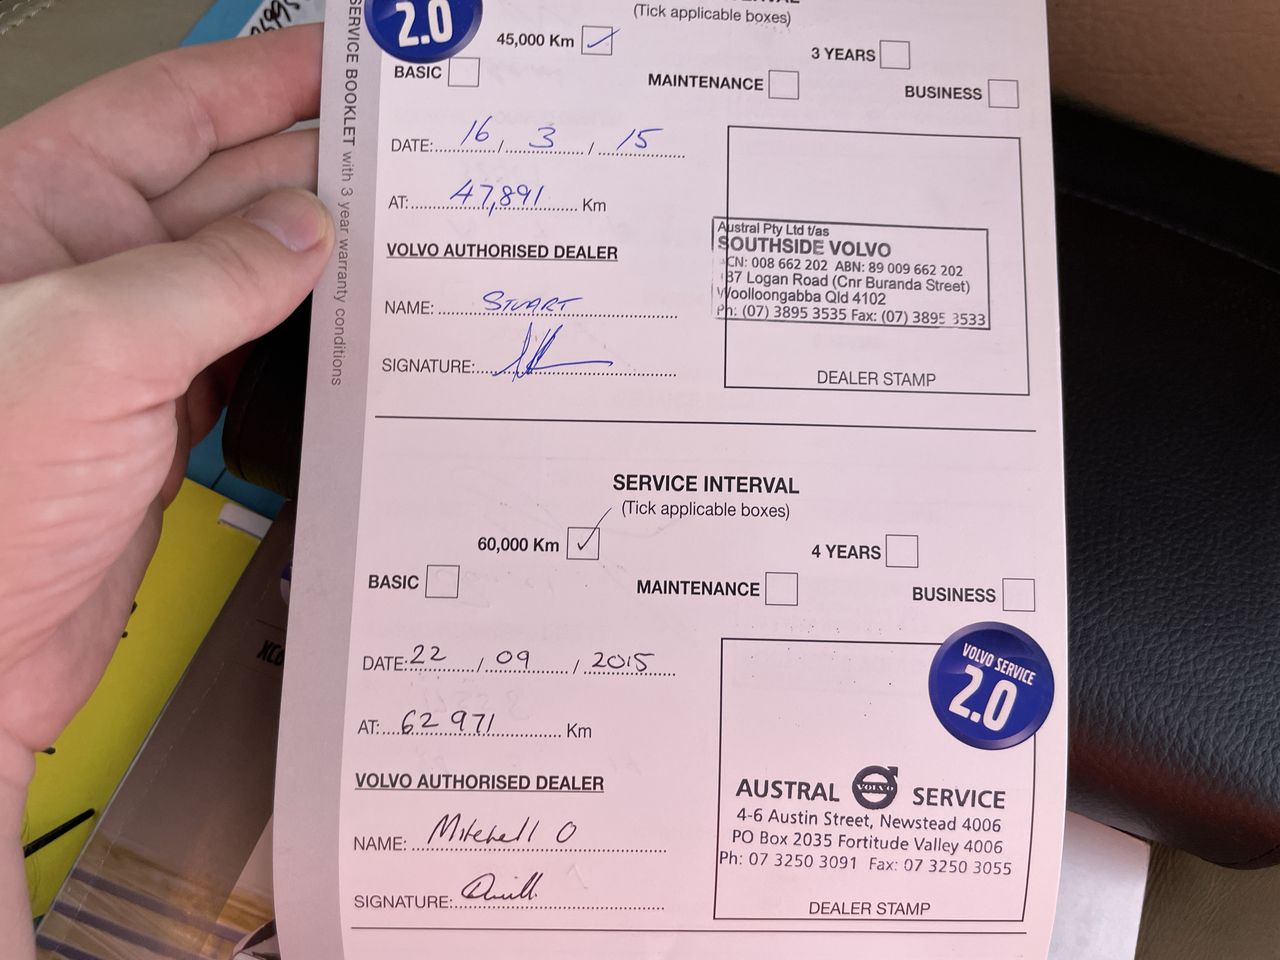 2.0
(Tick applicable boxes)
45,000 Km
3 YEARS
BASIC
MAINTENANCE
BUSINESS
DATE: 16 / 3 / 15
AT: 47,891 Km
VOLVO AUTHORISED DEALER
NAME: STUART
SIGNATURE:
Austral Pty Ltd t/as
SOUTHSIDE VOLVO
CN: 008 662 202 ABN: 89 009 662 202
37 Logan Road (Cnr Buranda Street)
Woolloongabba Qld 4102
Ph: (07) 3895 3535 Fax: (07) 3895 3533
DEALER STAMP
SERVICE INTERVAL
(Tick applicable boxes)
60,000 Km
4 YEARS
BASIC
MAINTENANCE
BUSINESS
DATE: 22 / 09 / 2015
AT: 62 971 Km
VOLVO AUTHORISED DEALER
NAME: Mitchell O
SIGNATURE:
VOLVO SERVICE
2.0
AUSTRAL VOLVO SERVICE
4-6 Austin Street, Newstead 4006
PO Box 2035 Fortitude Valley 4006
Ph: 07 3250 3091 Fax: 07 3250 3055
DEALER STAMP
SERVICE BOOKLET with 3 year warranty conditions